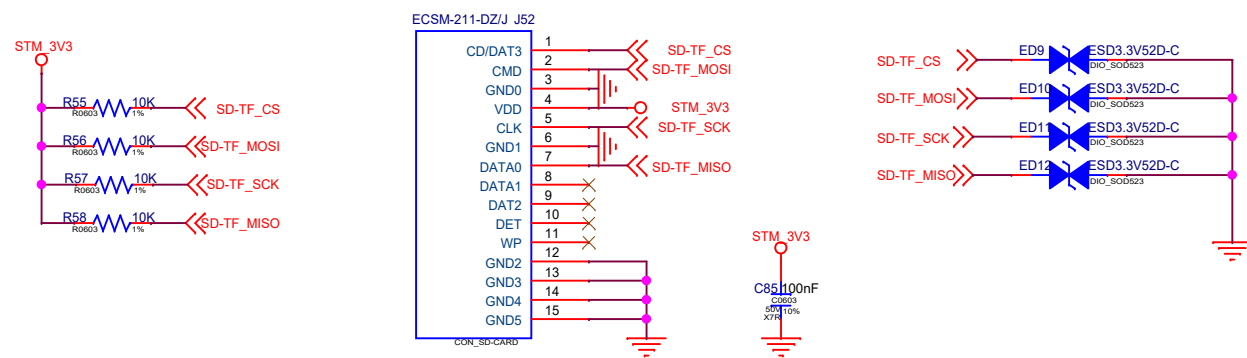 STM_3V3
R55 10K
R0603 1%
SD-TF_CS
R56 10K
R0603 1%
SD-TF_MOSI
R57 10K
R0603 1%
SD-TF_SCK
R58 10K
R0603 1%
SD-TF_MISO
ECSM-211-DZ/J J52
CD/DAT3 1 SD-TF_CS
CMD 2 SD-TF_MOSI
GND0 3
VDD 4 STM_3V3
CLK 5 SD-TF_SCK
GND1 6
DATA0 7 SD-TF_MISO
DATA1 8
DAT2 9
DET 10
WP 11
GND2 12
GND3 13
GND4 14
GND5 15
CON_SD-CARD
STM_3V3
C85 100nF
C0603
50V 10%
X7R
SD-TF_CS ED9 ESD3.3V52D-C
DIO_SOD523
SD-TF_MOSI ED10 ESD3.3V52D-C
DIO_SOD523
SD-TF_SCK ED11 ESD3.3V52D-C
DIO_SOD523
SD-TF_MISO ED12 ESD3.3V52D-C
DIO_SOD523